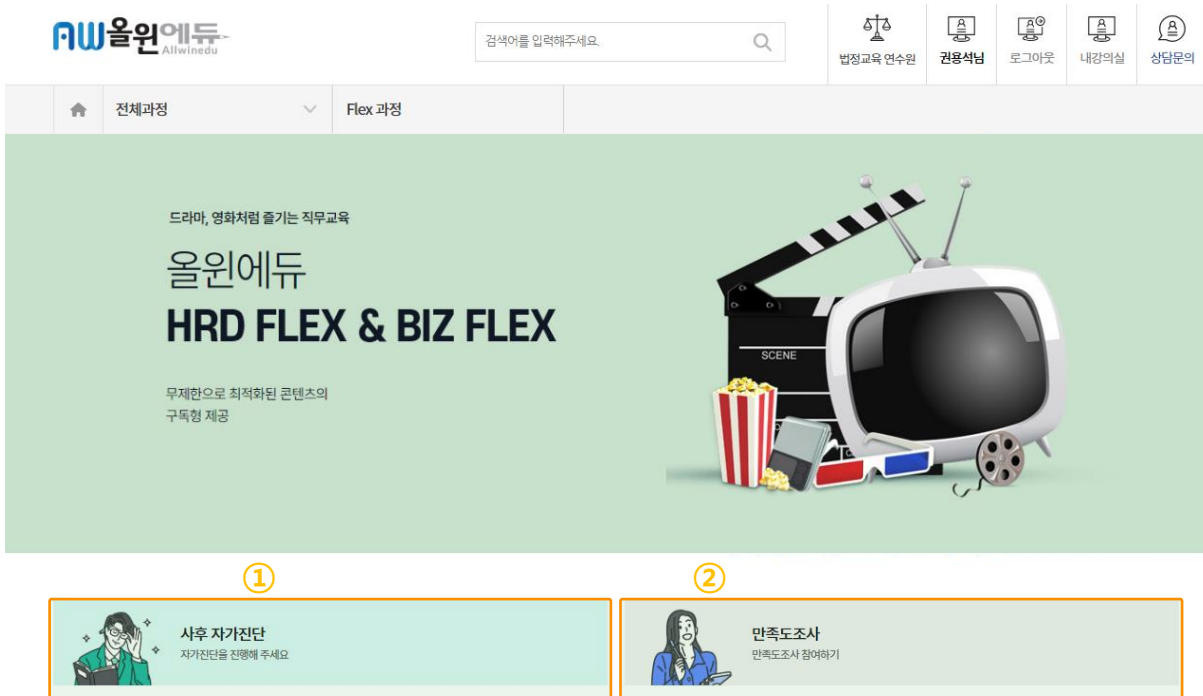 AW올윈에듀
Allwinedu
검색어를 입력해주세요.
법정교육 연수원
권용석님
로그아웃
내강의실
상담문의
전체과정
Flex 과정
드라마, 영화처럼 즐기는 직무교육
올윈에듀
HRD FLEX & BIZ FLEX
무제한으로 최적화된 콘텐츠의
구독형 제공
SCENE
①
②
사후 자가진단
자가진단을 진행해 주세요
만족도조사
만족도조사 참여하기